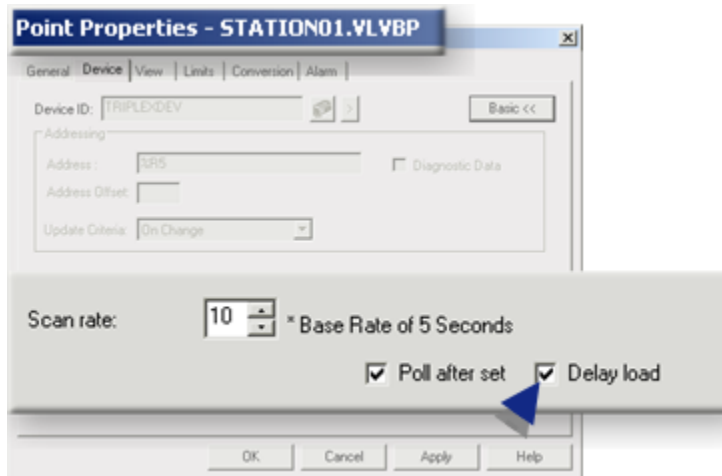 Point Properties - STATION01.VLVBP
General Device View Limits Conversion Alarm
Device ID: TRIPLEXDEV Basic <<
Addressing
Address : %R5 Diagnostic Data
Address Offset:
Update Criteria: On Change
Scan rate: 10 * Base Rate of 5 Seconds
Poll after set Delay load
OK Cancel Apply Help